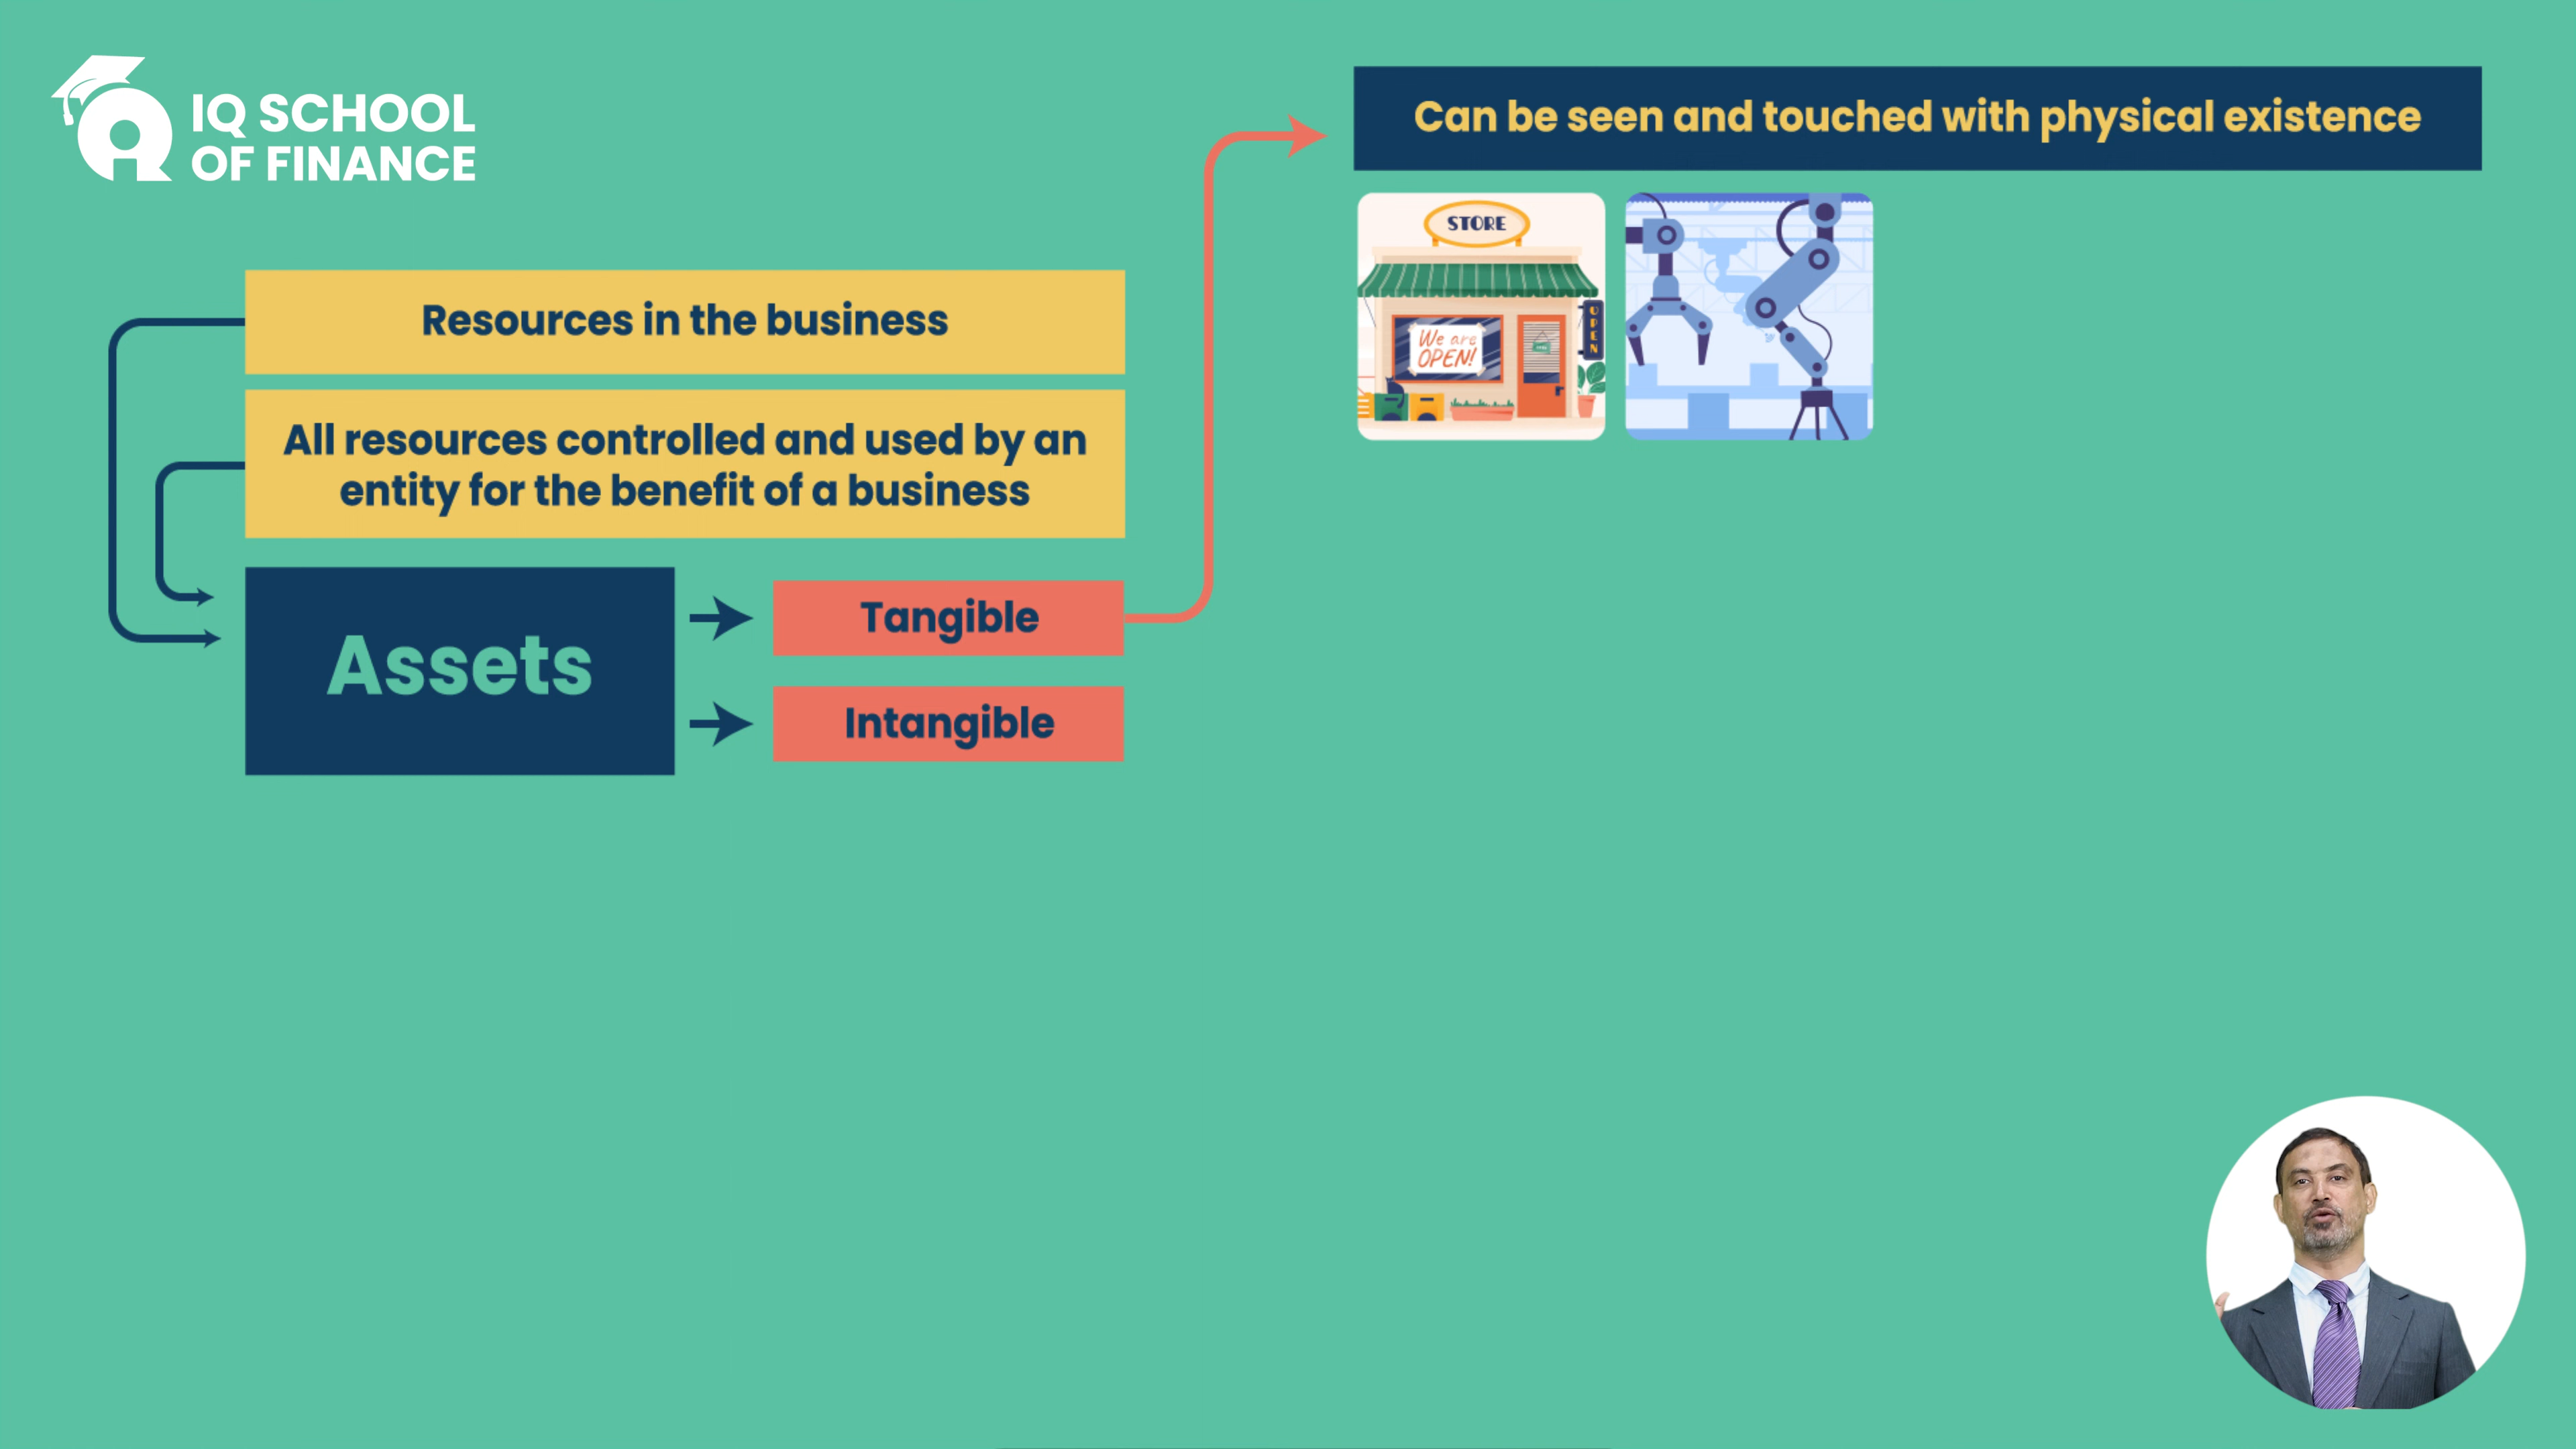 IQ SCHOOL
OF FINANCE
Resources in the business
All resources controlled and used by an
entity for the benefit of a business
Assets
Tangible
Intangible
Can be seen and touched with physical existence
STORE
We are
OPEN!
OPEN